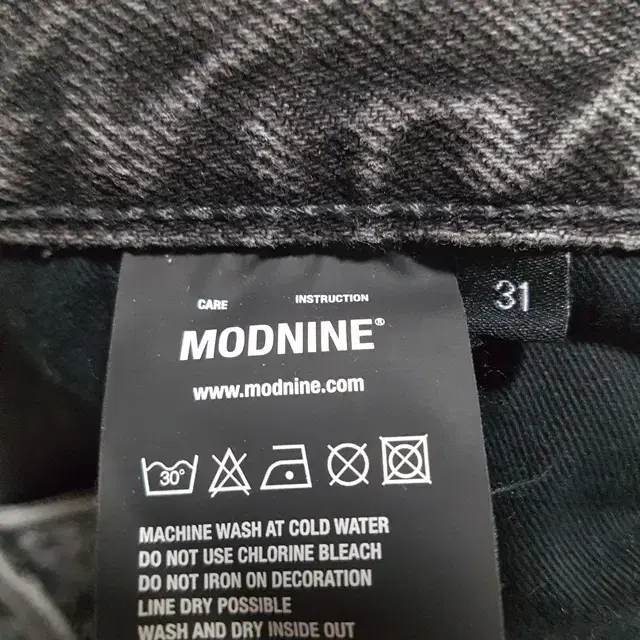 CARE INSTRUCTION
31
MODNINE®
www.modnine.com
30°
MACHINE WASH AT COLD WATER
DO NOT USE CHLORINE BLEACH
DO NOT IRON ON DECORATION
LINE DRY POSSIBLE
WASH AND DRY INSIDE OUT